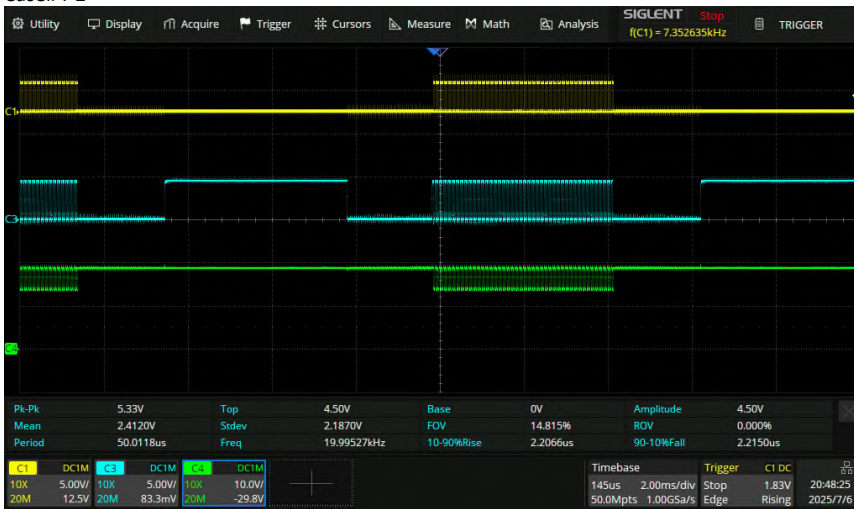 Utility Display Acquire Trigger Cursors Measure Math Analysis SIGLENT Stop TRIGGER
f(C1) = 7.352635kHz
C1
C3
C4
Pk-Pk 5.33V Top 4.50V Base 0V Amplitude 4.50V
Mean 2.4120V Stdev 2.1870V FOV 14.815% ROV 0.000%
Period 50.0118us Freq 19.99527kHz 10-90%Rise 2.2066us 90-10%Fall 2.2150us
C1 DC1M C3 DC1M C4 DC1M Timebase Trigger C1 DC
10X 5.00V/ 10X 5.00V/ 10X 10.0V/ 145us 2.00ms/div Stop 1.83V 20:48:25
20M 12.5V 20M 83.3mV 20M -29.8V 50.0Mpts 1.00GSa/s Edge Rising 2025/7/6